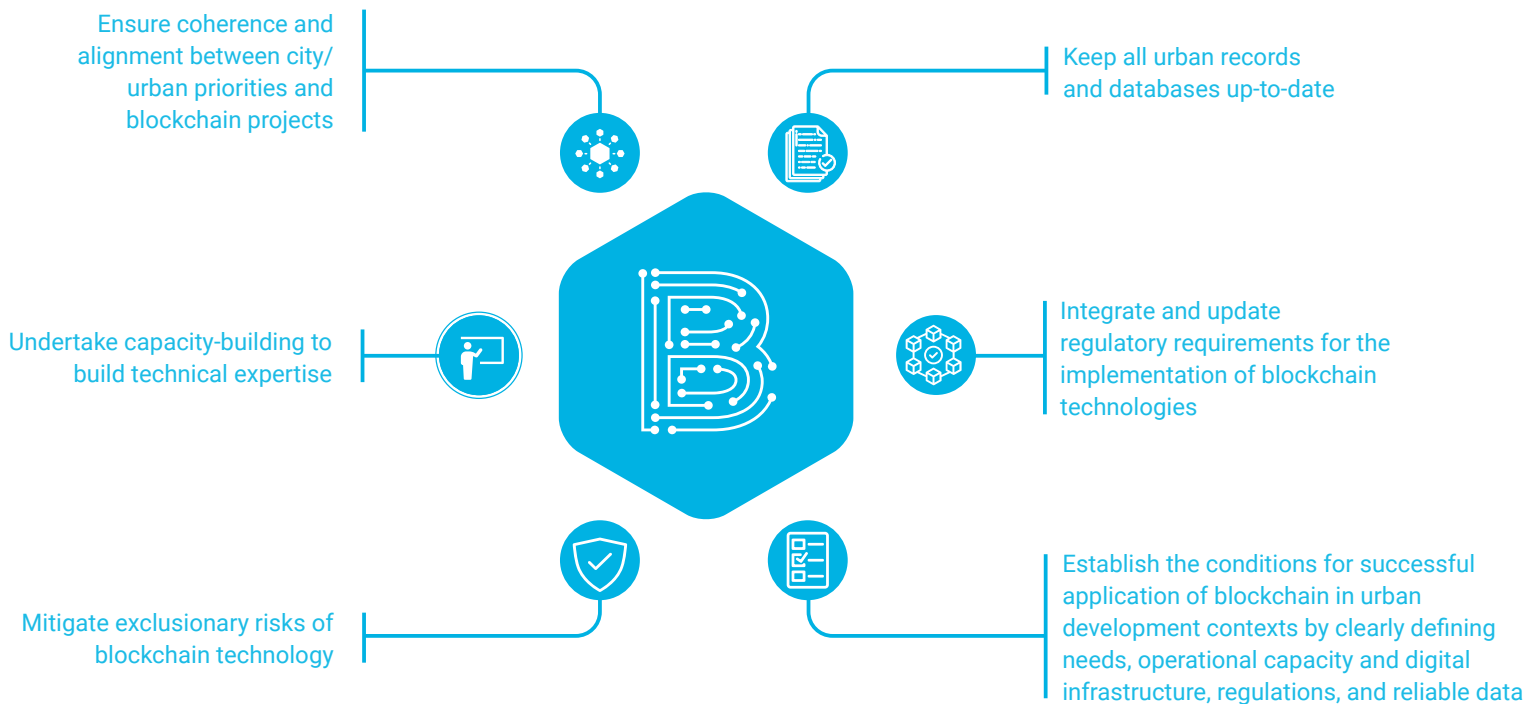 Ensure coherence and
alignment between city/
urban priorities and
blockchain projects
Keep all urban records
and databases up-to-date
Undertake capacity-building to
build technical expertise
B
Integrate and update
regulatory requirements for the
implementation of blockchain
technologies
Mitigate exclusionary risks of
blockchain technology
Establish the conditions for successful
application of blockchain in urban
development contexts by clearly defining
needs, operational capacity and digital
infrastructure, regulations, and reliable data